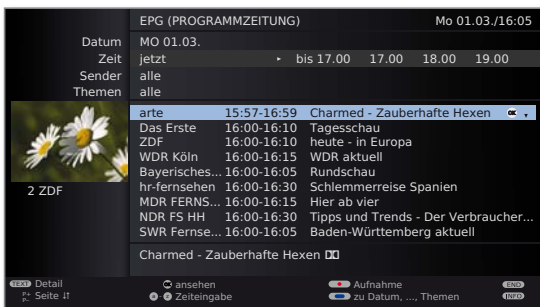 EPG (PROGRAMMZEITUNG) Mo 01.03./16:05
Datum MO 01.03.
Zeit jetzt bis 17.00 17.00 18.00 19.00
Sender alle
Themen alle
arte 15:57-16:59 Charmed - Zauberhafte Hexen OK
Das Erste 16:00-16:10 Tagesschau
ZDF 16:00-16:10 heute - in Europa
WDR Köln 16:00-16:15 WDR aktuell
Bayerisches... 16:00-16:05 Rundschau
hr-fernsehen 16:00-16:30 Schlemmerreise Spanien
MDR FERNS... 16:00-16:15 Hier ab vier
NDR FS HH 16:00-16:30 Tipps und Trends - Der Verbraucher...
SWR Fernse... 16:00-16:05 Baden-Württemberg aktuell
2 ZDF
Charmed - Zauberhafte Hexen
TEXT Detail OK ansehen Aufnahme END
P+ P- Seite 0-9 Zeiteingabe zu Datum, ..., Themen INFO